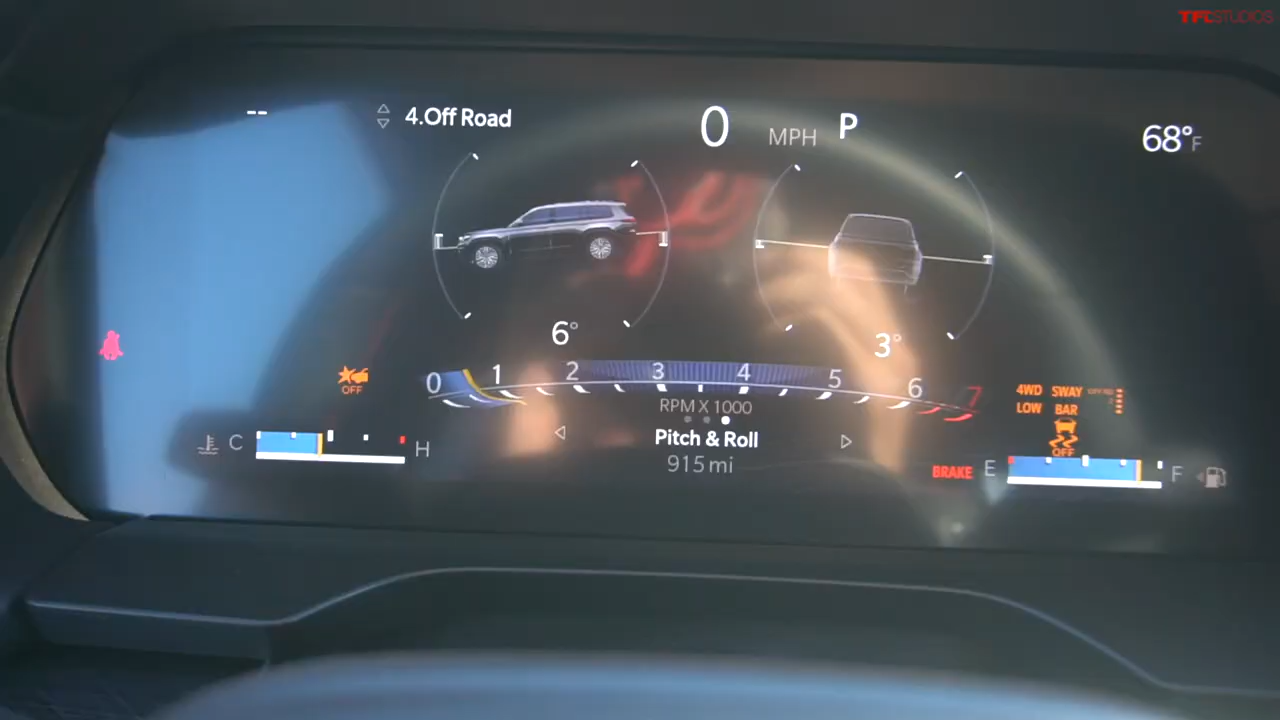 TFLSTUDIOS
--
4.Off Road
0 MPH P
68°F
6°
3°
0 1 2 3 4 5 6 7
RPM X 1000
OFF
4WD LOW
SWAY BAR
OFF
C H
Pitch & Roll
915 mi
BRAKE
E F